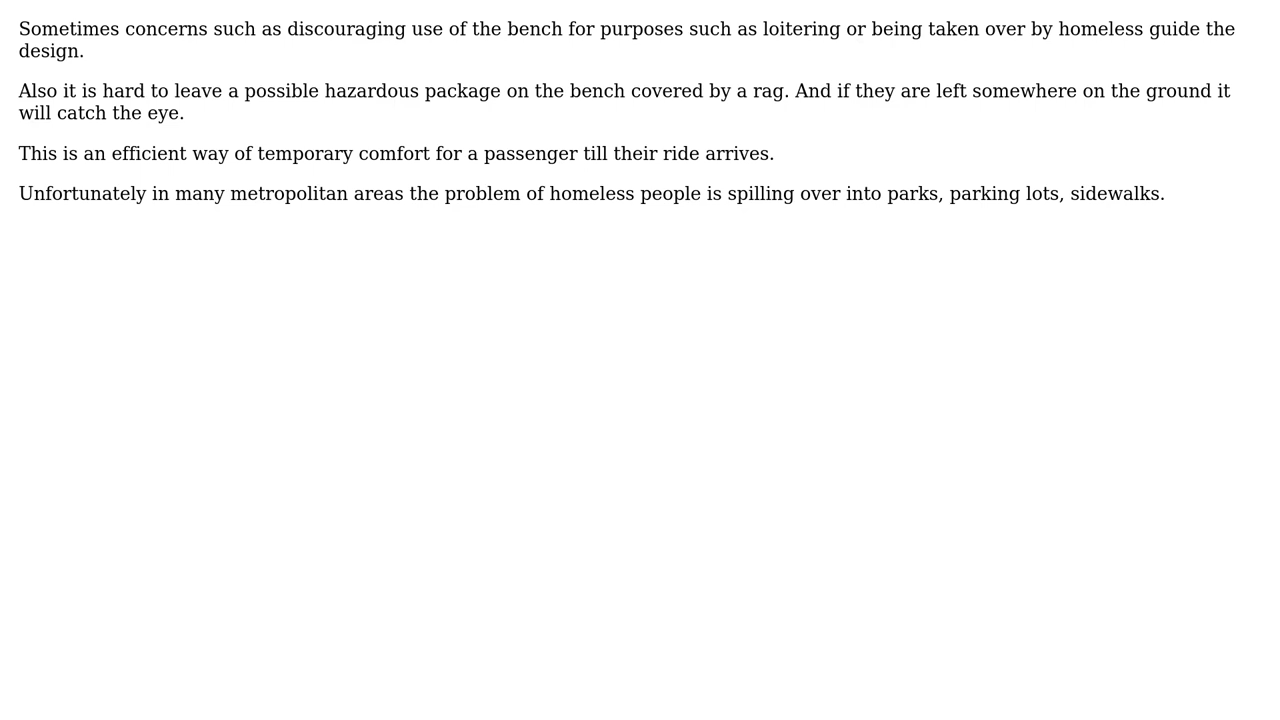 Sometimes concerns such as discouraging use of the bench for purposes such as loitering or being taken over by homeless guide the
design.
Also it is hard to leave a possible hazardous package on the bench covered by a rag. And if they are left somewhere on the ground it
will catch the eye.
This is an efficient way of temporary comfort for a passenger till their ride arrives.
Unfortunately in many metropolitan areas the problem of homeless people is spilling over into parks, parking lots, sidewalks.